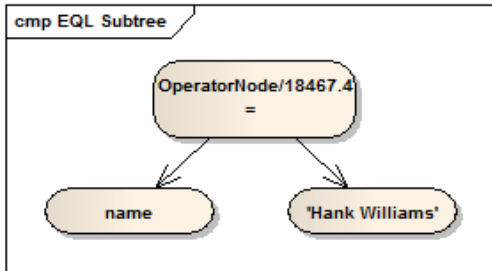 cmp EQL Subtree
OperatorNode/18467.4
=
name
'Hank Williams'